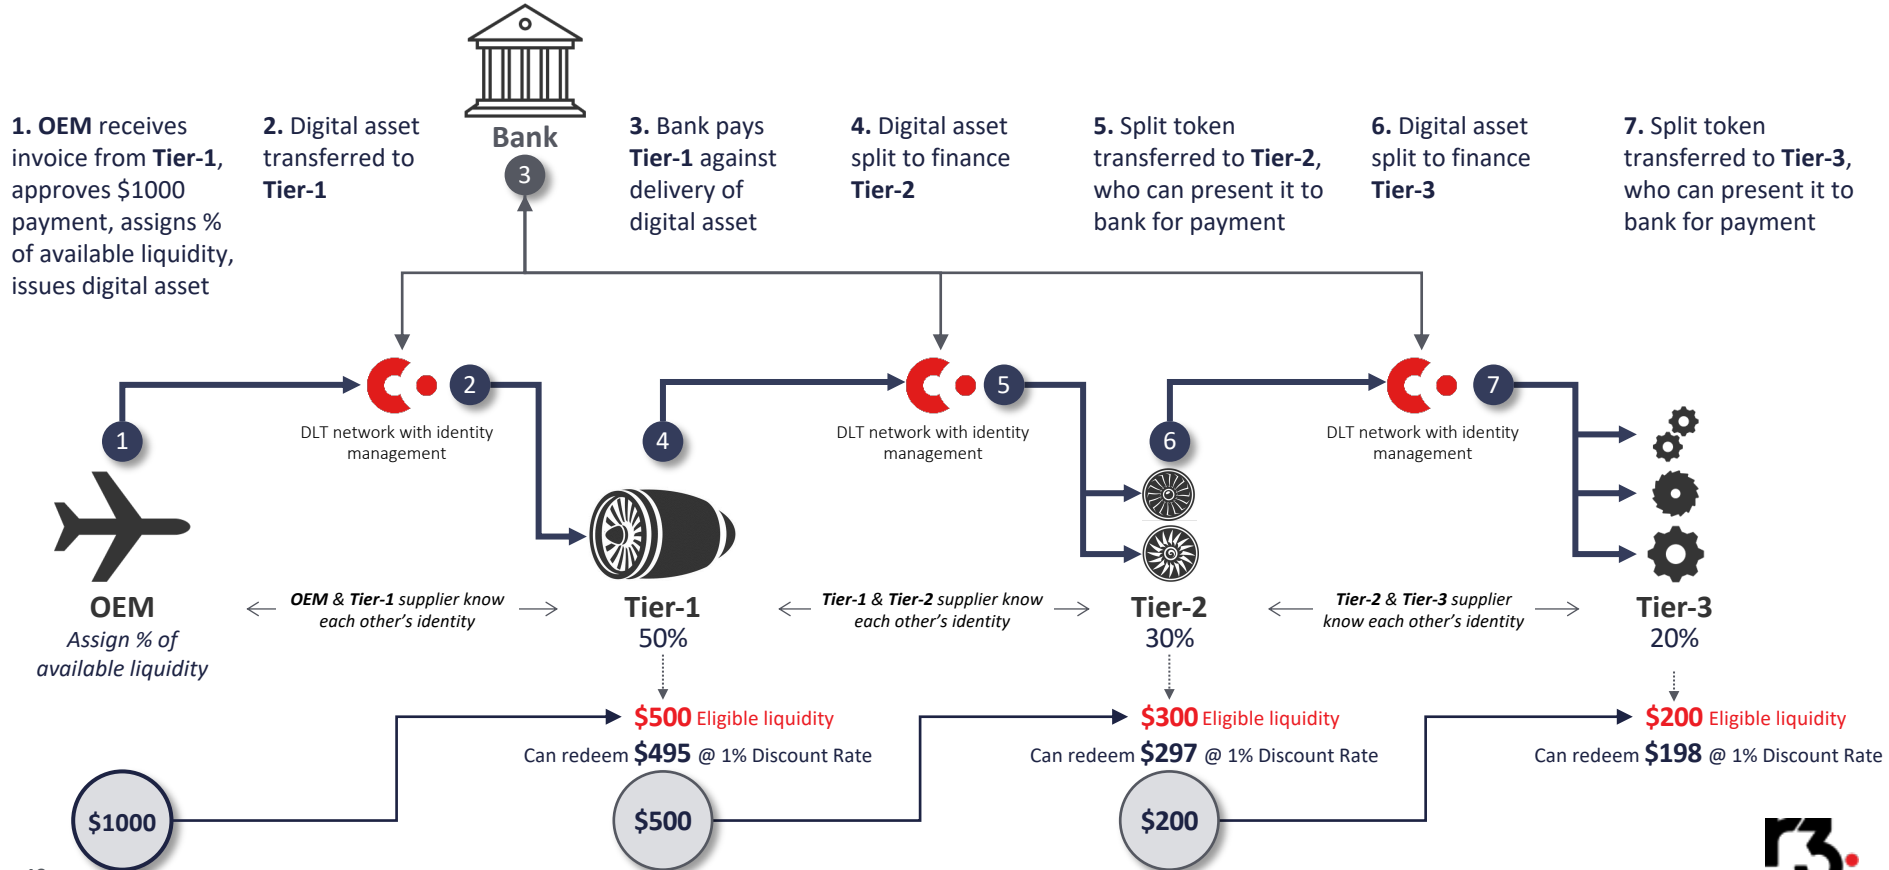 Bank
3
1. OEM receives
invoice from Tier-1,
approves $1000
payment, assigns %
of available liquidity,
issues digital asset
2. Digital asset
transferred to
Tier-1
3. Bank pays
Tier-1 against
delivery of
digital asset
4. Digital asset
split to finance
Tier-2
5. Split token
transferred to Tier-2,
who can present it to
bank for payment
6. Digital asset
split to finance
Tier-3
7. Split token
transferred to Tier-3,
who can present it to
bank for payment
1
2
DLT network with identity
management
4
5
DLT network with identity
management
6
7
DLT network with identity
management
OEM
Assign % of
available liquidity
OEM & Tier-1 supplier know
each other's identity
Tier-1
50%
Tier-1 & Tier-2 supplier know
each other's identity
Tier-2
30%
Tier-2 & Tier-3 supplier
know each other's identity
Tier-3
20%
$500 Eligible liquidity
Can redeem $495 @ 1% Discount Rate
$300 Eligible liquidity
Can redeem $297 @ 1% Discount Rate
$200 Eligible liquidity
Can redeem $198 @ 1% Discount Rate
$1000
$500
$200
r3.